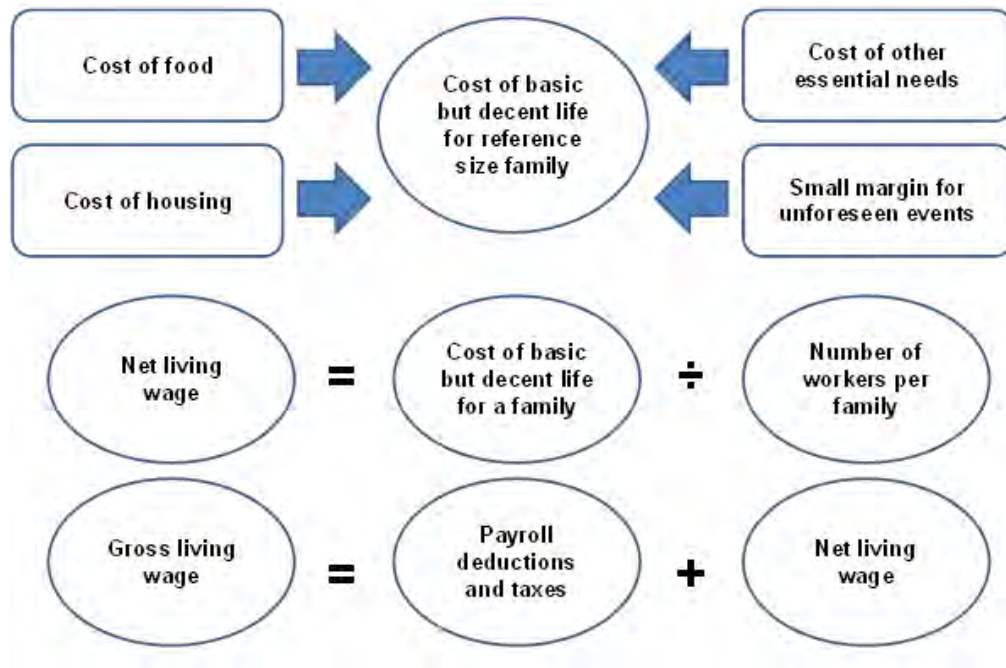 Cost of food
Cost of basic
but decent life
for reference
size family
Cost of other
essential needs
Cost of housing
Small margin for
unforeseen events
Net living
wage
=
Cost of basic
but decent life
for a family
÷
Number of
workers per
family
Gross living
wage
=
Payroll
deductions
and taxes
+
Net living
wage